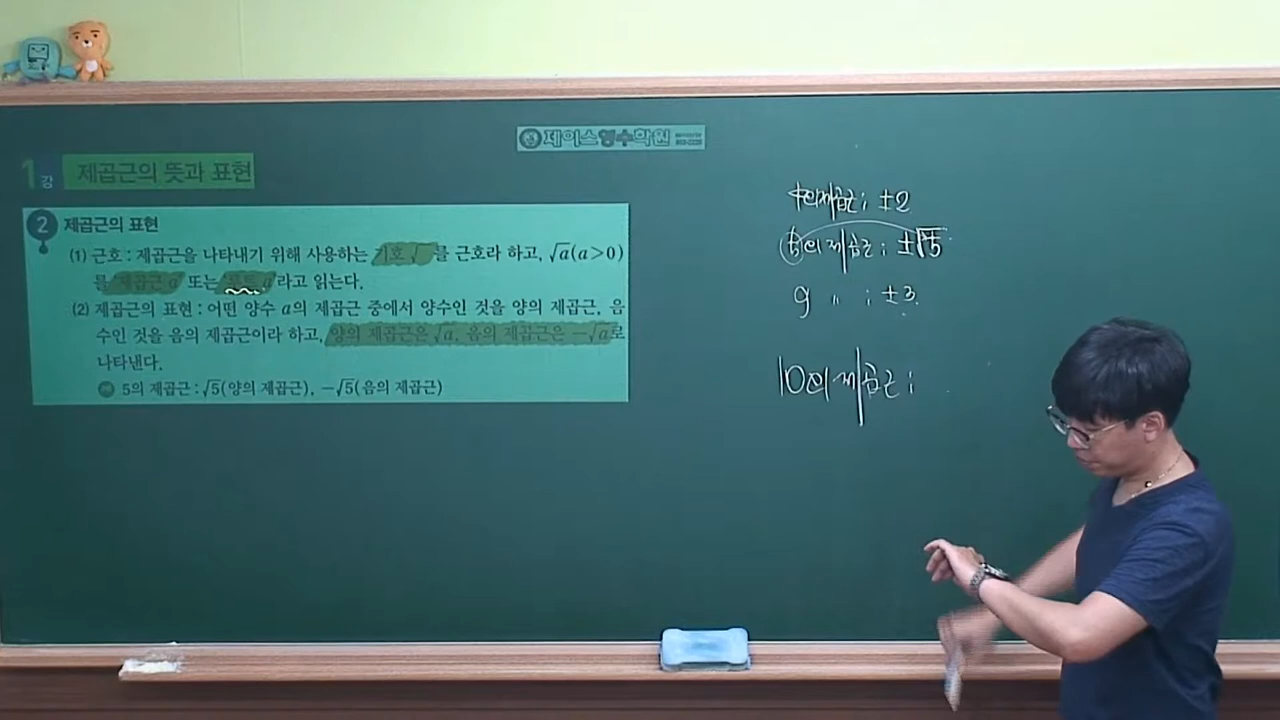 제이스영수학원
1강 제곱근의 뜻과 표현
2 제곱근의 표현
(1) 근호 : 제곱근을 나타내기 위해 사용하는 기호 √ 를 근호라 하고, √a(a>0)
를 제곱근 a 또는 루트 a 라고 읽는다.
(2) 제곱근의 표현 : 어떤 양수 a의 제곱근 중에서 양수인 것을 양의 제곱근, 음
수인 것을 음의 제곱근이라 하고, 양의 제곱근은 √a, 음의 제곱근은 -√a로
나타낸다.
예 5의 제곱근 : √5(양의 제곱근), -√5(음의 제곱근)
4의 제곱근 ; ±2
5의 제곱근 ; ±√5
9 〃 ; ±3
10의 제곱근 ;